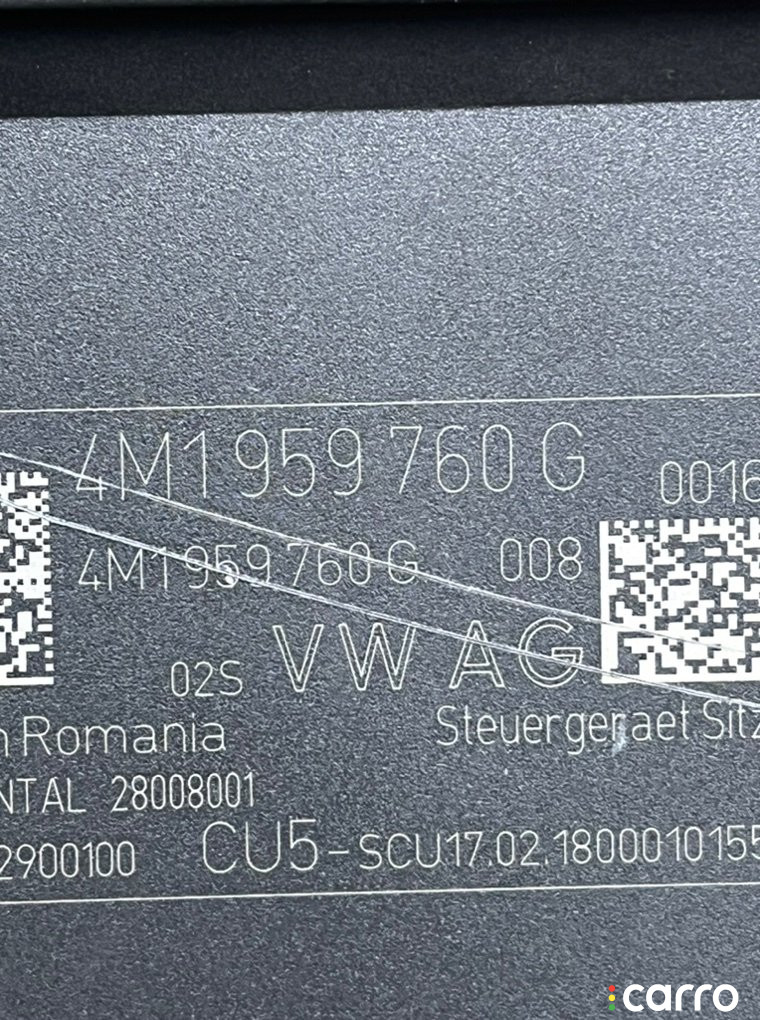 4M1 959 760 G
0016
4M1 959 760 G 008
02S VW AG
n Romania
Steuergeraet Sitz
NTAL 28008001
2900100
CU5-SCU17.02.1800010155
carro